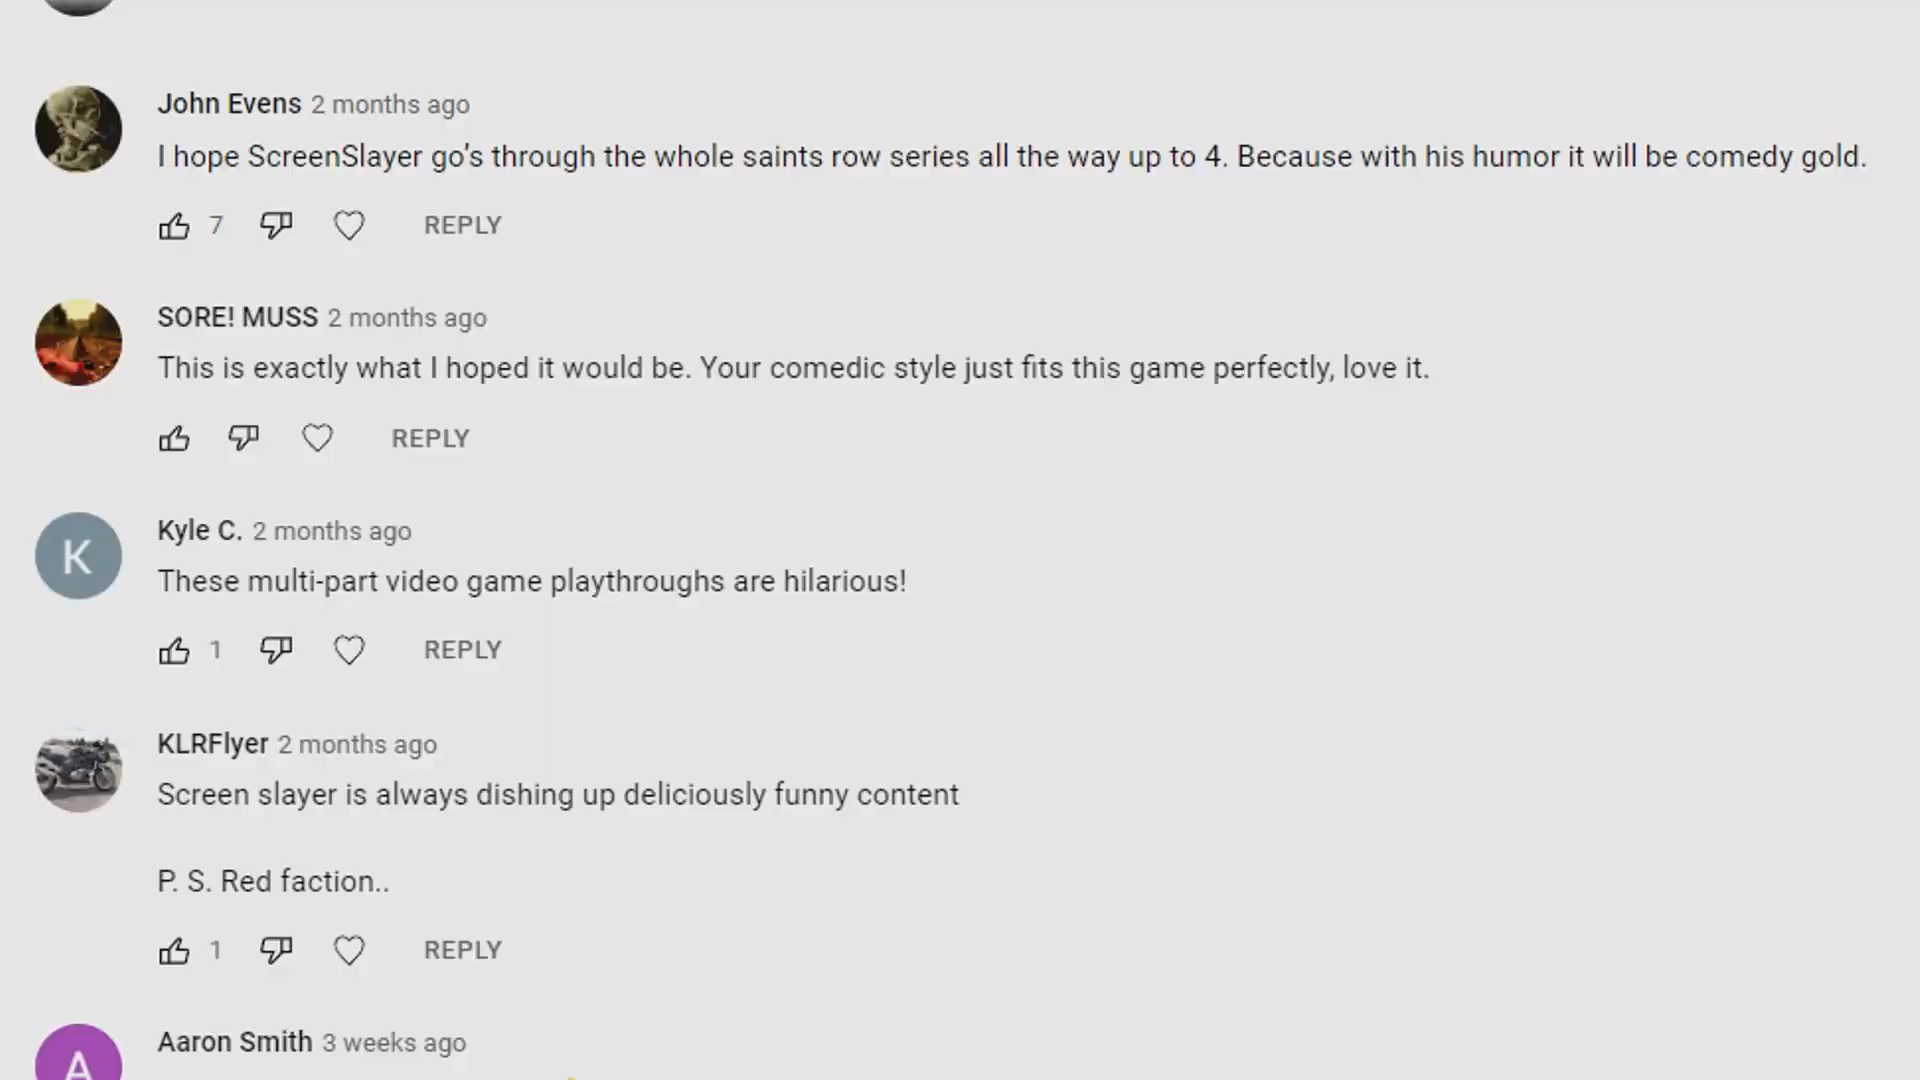 John Evens 2 months ago
I hope ScreenSlayer go's through the whole saints row series all the way up to 4. Because with his humor it will be comedy gold.
7 REPLY
SORE! MUSS 2 months ago
This is exactly what I hoped it would be. Your comedic style just fits this game perfectly, love it.
REPLY
K
Kyle C. 2 months ago
These multi-part video game playthroughs are hilarious!
1 REPLY
KLRFlyer 2 months ago
Screen slayer is always dishing up deliciously funny content
P. S. Red faction..
1 REPLY
A
Aaron Smith 3 weeks ago